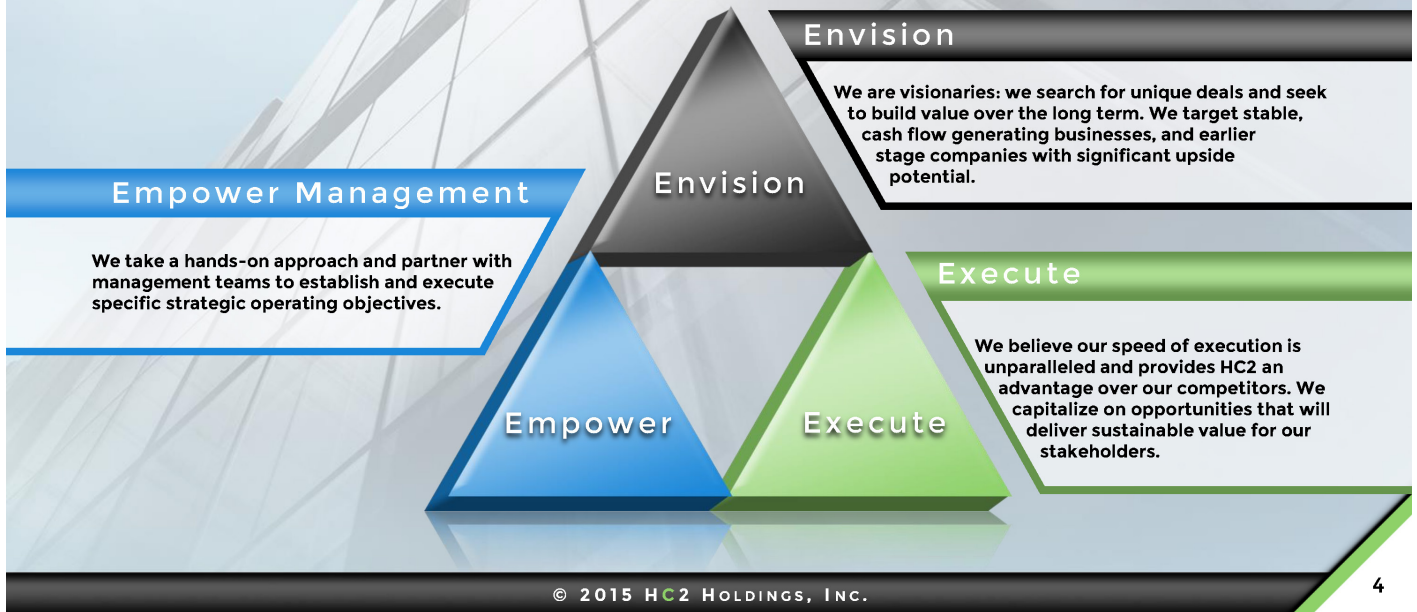 Envision
We are visionaries: we search for unique deals and seek
to build value over the long term. We target stable,
cash flow generating businesses, and earlier
stage companies with significant upside
potential.
Envision
Empower Management
We take a hands-on approach and partner with
management teams to establish and execute
specific strategic operating objectives.
Execute
We believe our speed of execution is
unparalleled and provides HC2 an
advantage over our competitors. We
capitalize on opportunities that will
deliver sustainable value for our
stakeholders.
Empower
Execute
© 2015 HC2 HOLDINGS, INC.
4